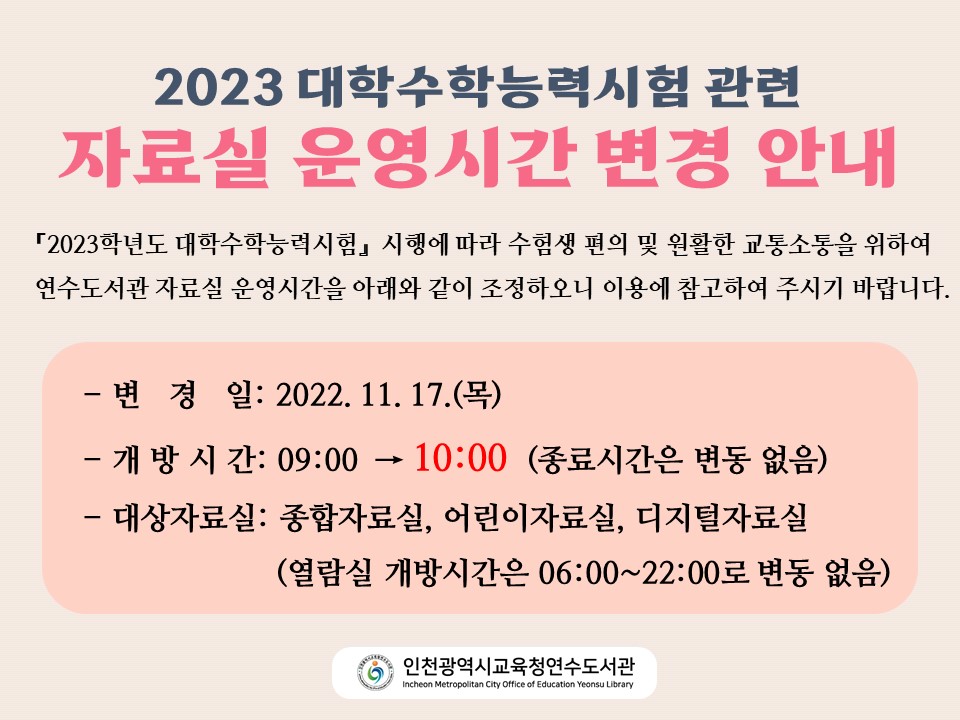 2023 대학수학능력시험 관련
자료실 운영시간 변경 안내
『2023학년도 대학수학능력시험』 시행에 따라 수험생 편의 및 원활한 교통소통을 위하여
연수도서관 자료실 운영시간을 아래와 같이 조정하오니 이용에 참고하여 주시기 바랍니다.
- 변 경 일: 2022. 11. 17.(목)
- 개 방 시 간: 09:00 → 10:00 (종료시간은 변동 없음)
- 대상자료실: 종합자료실, 어린이자료실, 디지털자료실
(열람실 개방시간은 06:00~22:00로 변동 없음)
인천광역시교육청연수도서관
Incheon Metropolitan City Office of Education Yeonsu Library